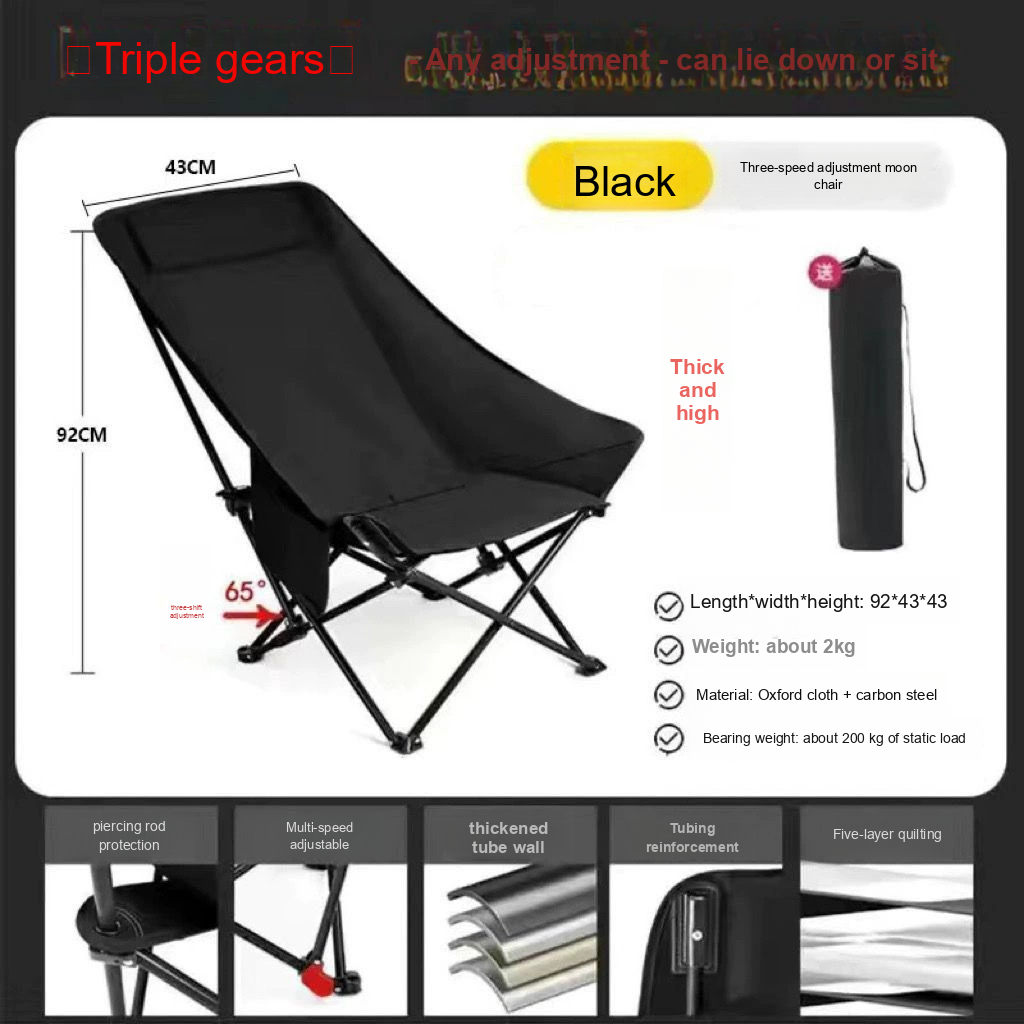 Triple gears
Any adjustment - can lie down or sit
43CM
Black
Three-speed adjustment moon
chair
送
Thick
and
high
92CM
65°
three-shift
adjustment
Length*width*height: 92*43*43
Weight: about 2kg
Material: Oxford cloth + carbon steel
Bearing weight: about 200 kg of static load
piercing rod
protection
Multi-speed
adjustable
thickened
tube wall
Tubing
reinforcement
Five-layer quilting